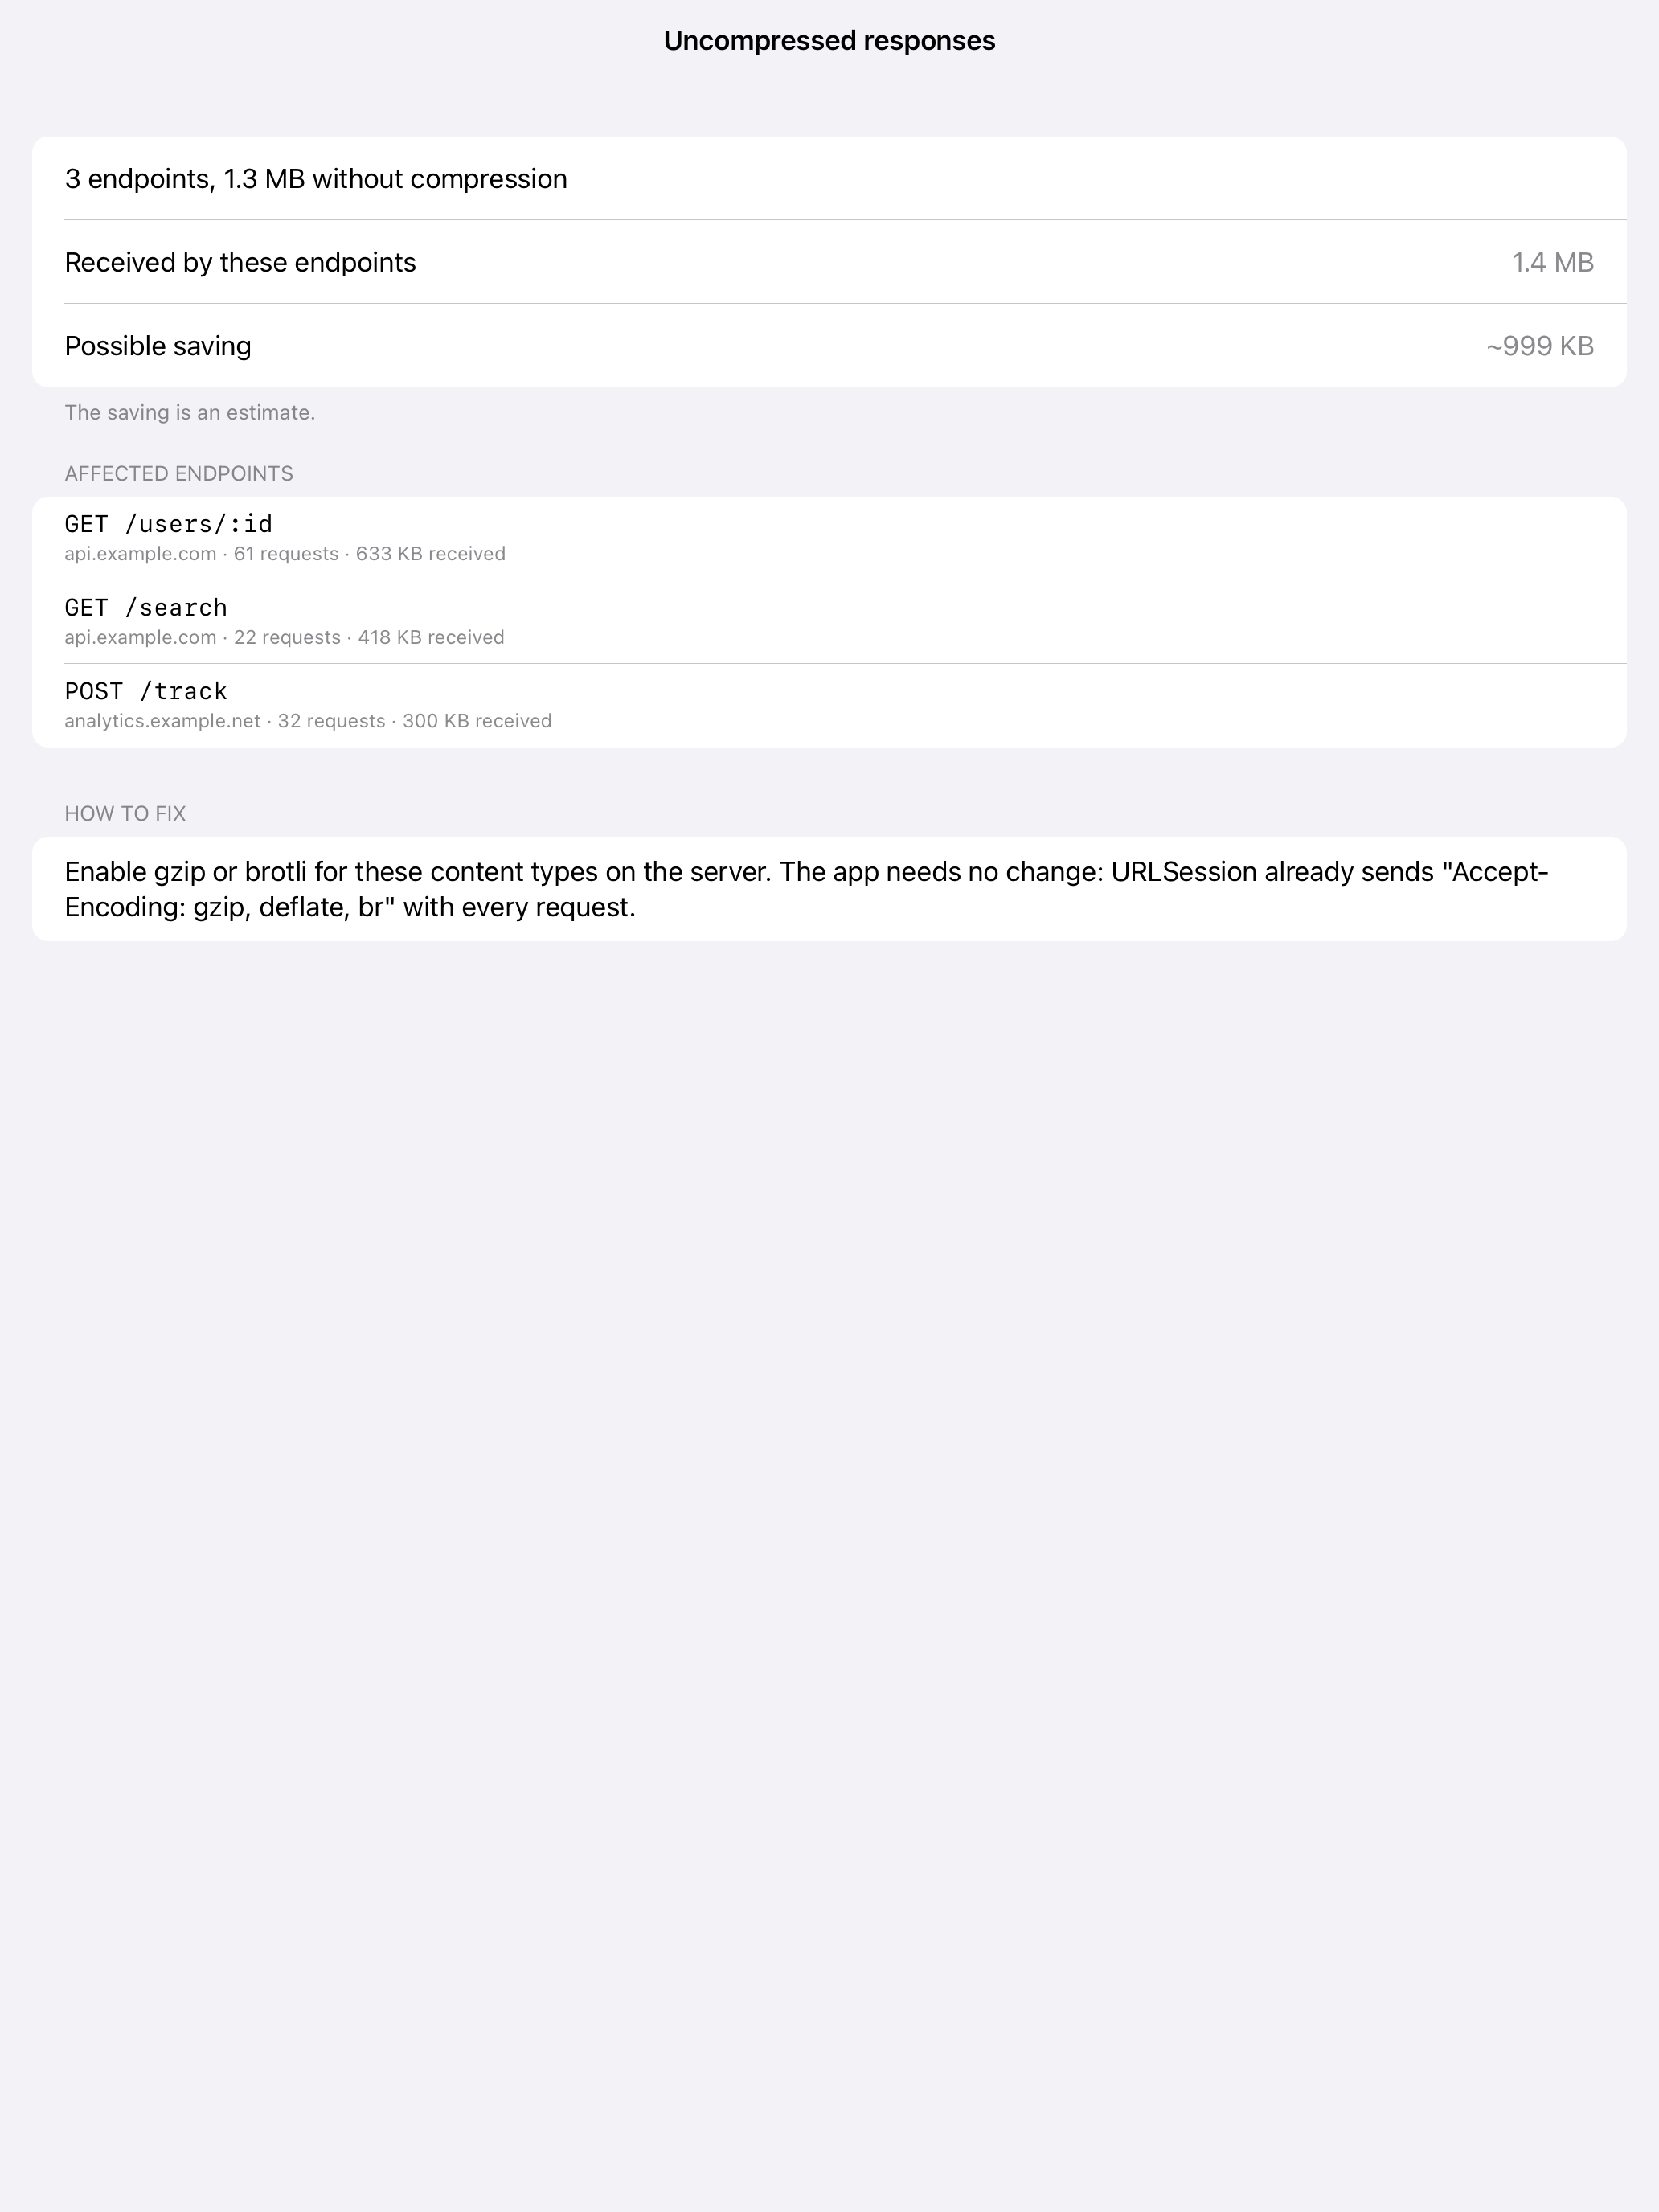 Uncompressed responses
3 endpoints, 1.3 MB without compression
Received by these endpoints 1.4 MB
Possible saving ~999 KB
The saving is an estimate.
AFFECTED ENDPOINTS
GET /users/:id
api.example.com · 61 requests · 633 KB received
GET /search
api.example.com · 22 requests · 418 KB received
POST /track
analytics.example.net · 32 requests · 300 KB received
HOW TO FIX
Enable gzip or brotli for these content types on the server. The app needs no change: URLSession already sends "Accept-
Encoding: gzip, deflate, br" with every request.